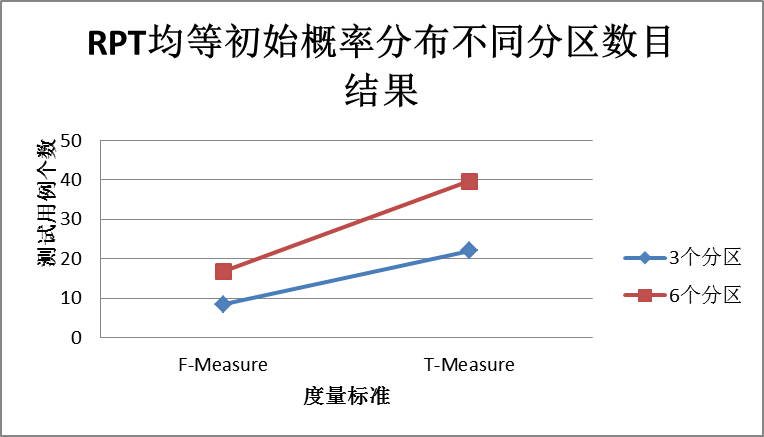 RPT均等初始概率分布不同分区数目
结果
50
40
30
20
10
0
测试用例个数
F-Measure
T-Measure
度量标准
3个分区
6个分区